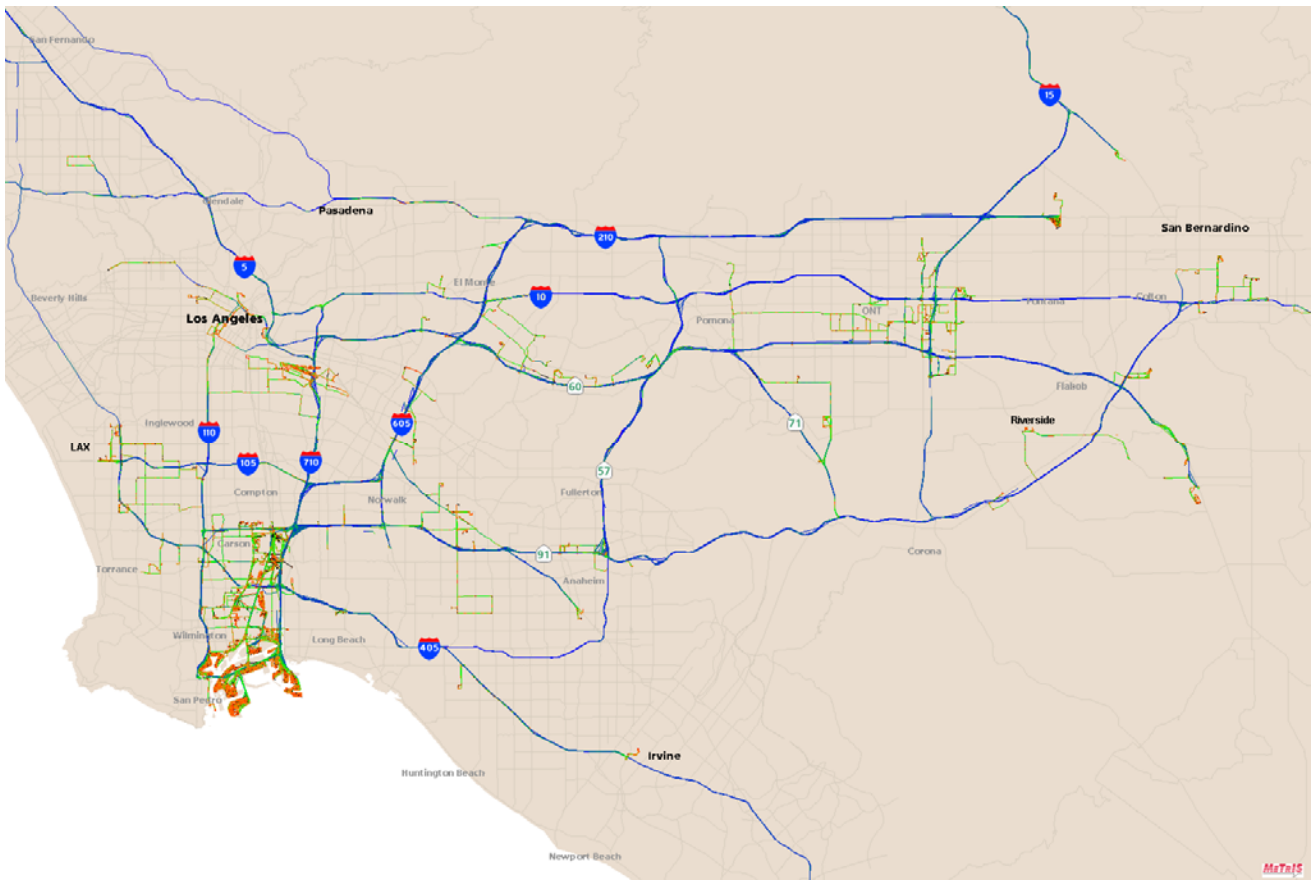 San Fernando
15
Glendale
Pasadena
210
San Bernardino
5
El Monte
10
Beverly Hills
Los Angeles
Pomona
ONT
Fontana
Colton
60
Inglewood
605
71
Riverside
LAX
110
105
710
57
Compton
Norwalk
Fullerton
Carson
91
Corona
Torrance
Anaheim
Wilmington
Long Beach
405
San Pedro
Irvine
Huntington Beach
Newport Beach